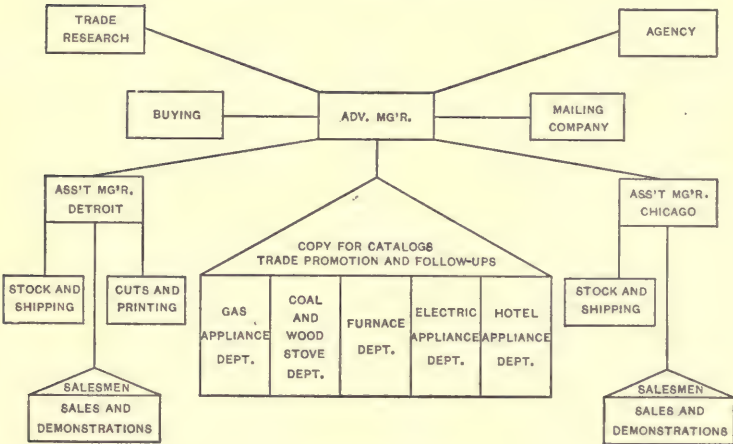 TRADE
RESEARCH
AGENCY
BUYING
ADV. MG'R.
MAILING
COMPANY
ASS'T MG'R.
DETROIT
ASS'T MG'R.
CHICAGO
COPY FOR CATALOGS
TRADE PROMOTION AND FOLLOW-UPS
STOCK AND
SHIPPING
CUTS AND
PRINTING
GAS
APPLIANCE
DEPT.
COAL
AND
WOOD
STOVE
DEPT.
FURNACE
DEPT.
ELECTRIC
APPLIANCE
DEPT.
HOTEL
APPLIANCE
DEPT.
STOCK AND
SHIPPING
SALESMEN
SALES AND
DEMONSTRATIONS
SALESMEN
SALES AND
DEMONSTRATIONS